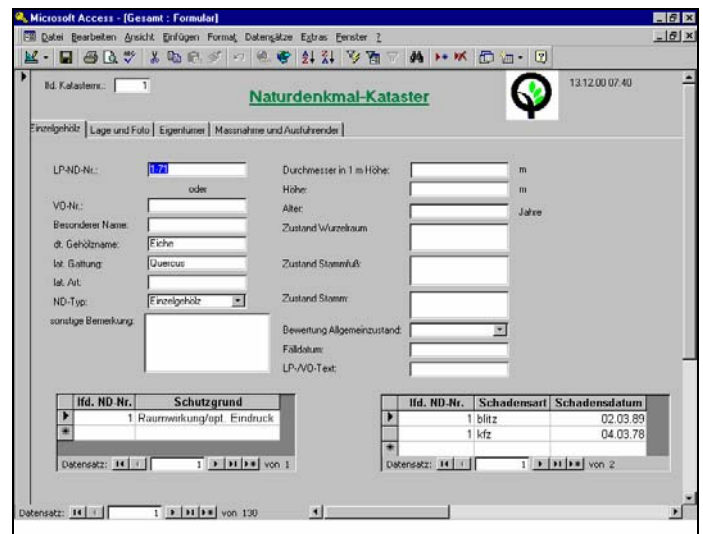 Microsoft Access - [Gesamt : Formular]
Datei Bearbeiten Ansicht Einfügen Format Datensätze Extras Fenster ?
lfd. Katasternr.: 1
Naturdenkmal-Kataster
13.12.00 07:40
Einzelgehölz Lage und Foto Eigentümer Massnahme und Ausführender
LP-ND-Nr.: 1.71
oder
VO-Nr.:
Besonderer Name:
dt. Gehölzname: Eiche
lat. Gattung: Quercus
lat. Art:
ND-Typ: Einzelgehölz
sonstige Bemerkung:
Durchmesser in 1 m Höhe: m
Höhe: m
Alter: Jahre
Zustand Wurzelraum
Zustand Stammfuß:
Zustand Stamm:
Bewertung Allgemeinzustand:
Fälldatum:
LP-/VO-Text:
lfd. ND-Nr. Schutzgrund
1 Raumwirkung/opt. Eindruck
Datensatz: 1 von 1
lfd. ND-Nr. Schadensart Schadensdatum
1 blitz 02.03.89
1 kfz 04.03.78
Datensatz: 1 von 2
Datensatz: 1 von 130